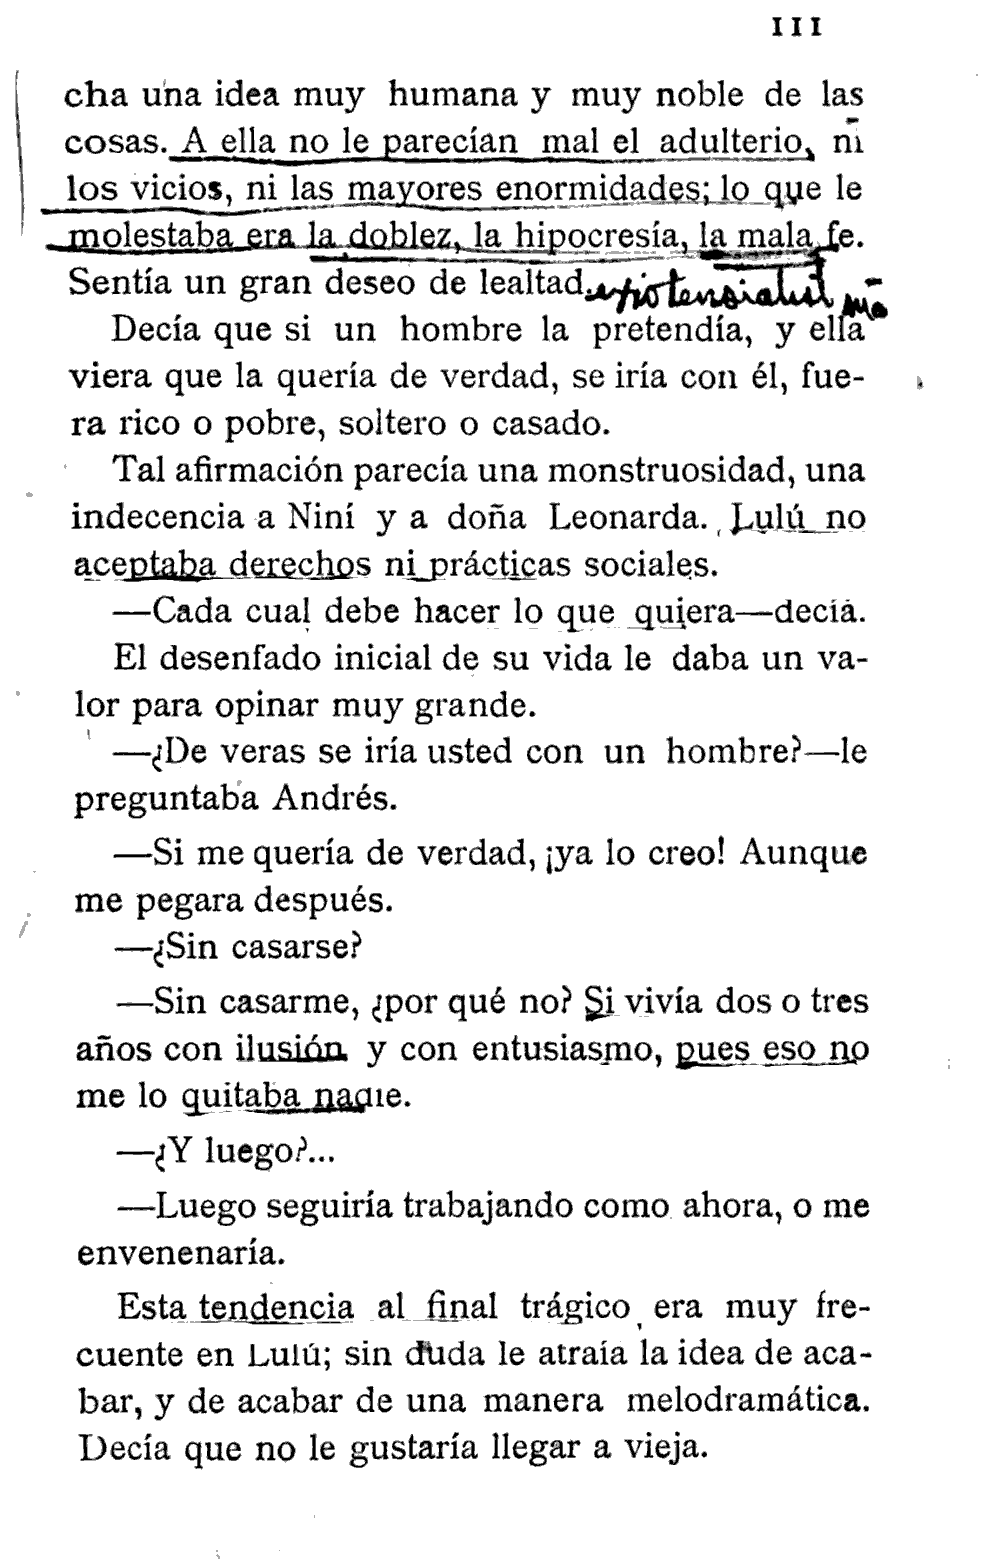 111
cha una idea muy humana y muy noble de las
cosas. A ella no le parecían mal el adulterio, ni
los vicios, ni las mayores enormidades; lo que le
molestaba era la doblez, la hipocresía, la mala fe.
Sentía un gran deseo de lealtad.
Decía que si un hombre la pretendía, y ella
viera que la quería de verdad, se iría con él, fue-
ra rico o pobre, soltero o casado.
Tal afirmación parecía una monstruosidad, una
indecencia a Niní y a doña Leonarda. Lulú no
aceptaba derechos ni prácticas sociales.
—Cada cual debe hacer lo que quiera—decía.
El desenfado inicial de su vida le daba un va-
lor para opinar muy grande.
—¿De veras se iría usted con un hombre?—le
preguntaba Andrés.
—Si me quería de verdad, ¡ya lo creo! Aunque
me pegara después.
—¿Sin casarse?
—Sin casarme, ¿por qué no? Si vivía dos o tres
años con ilusión y con entusiasmo, pues eso no
me lo quitaba nadie.
—¿Y luego?...
—Luego seguiría trabajando como ahora, o me
envenenaría.
Esta tendencia al final trágico era muy fre-
cuente en Lulú; sin duda le atraía la idea de aca-
bar, y de acabar de una manera melodramática.
Decía que no le gustaría llegar a vieja.